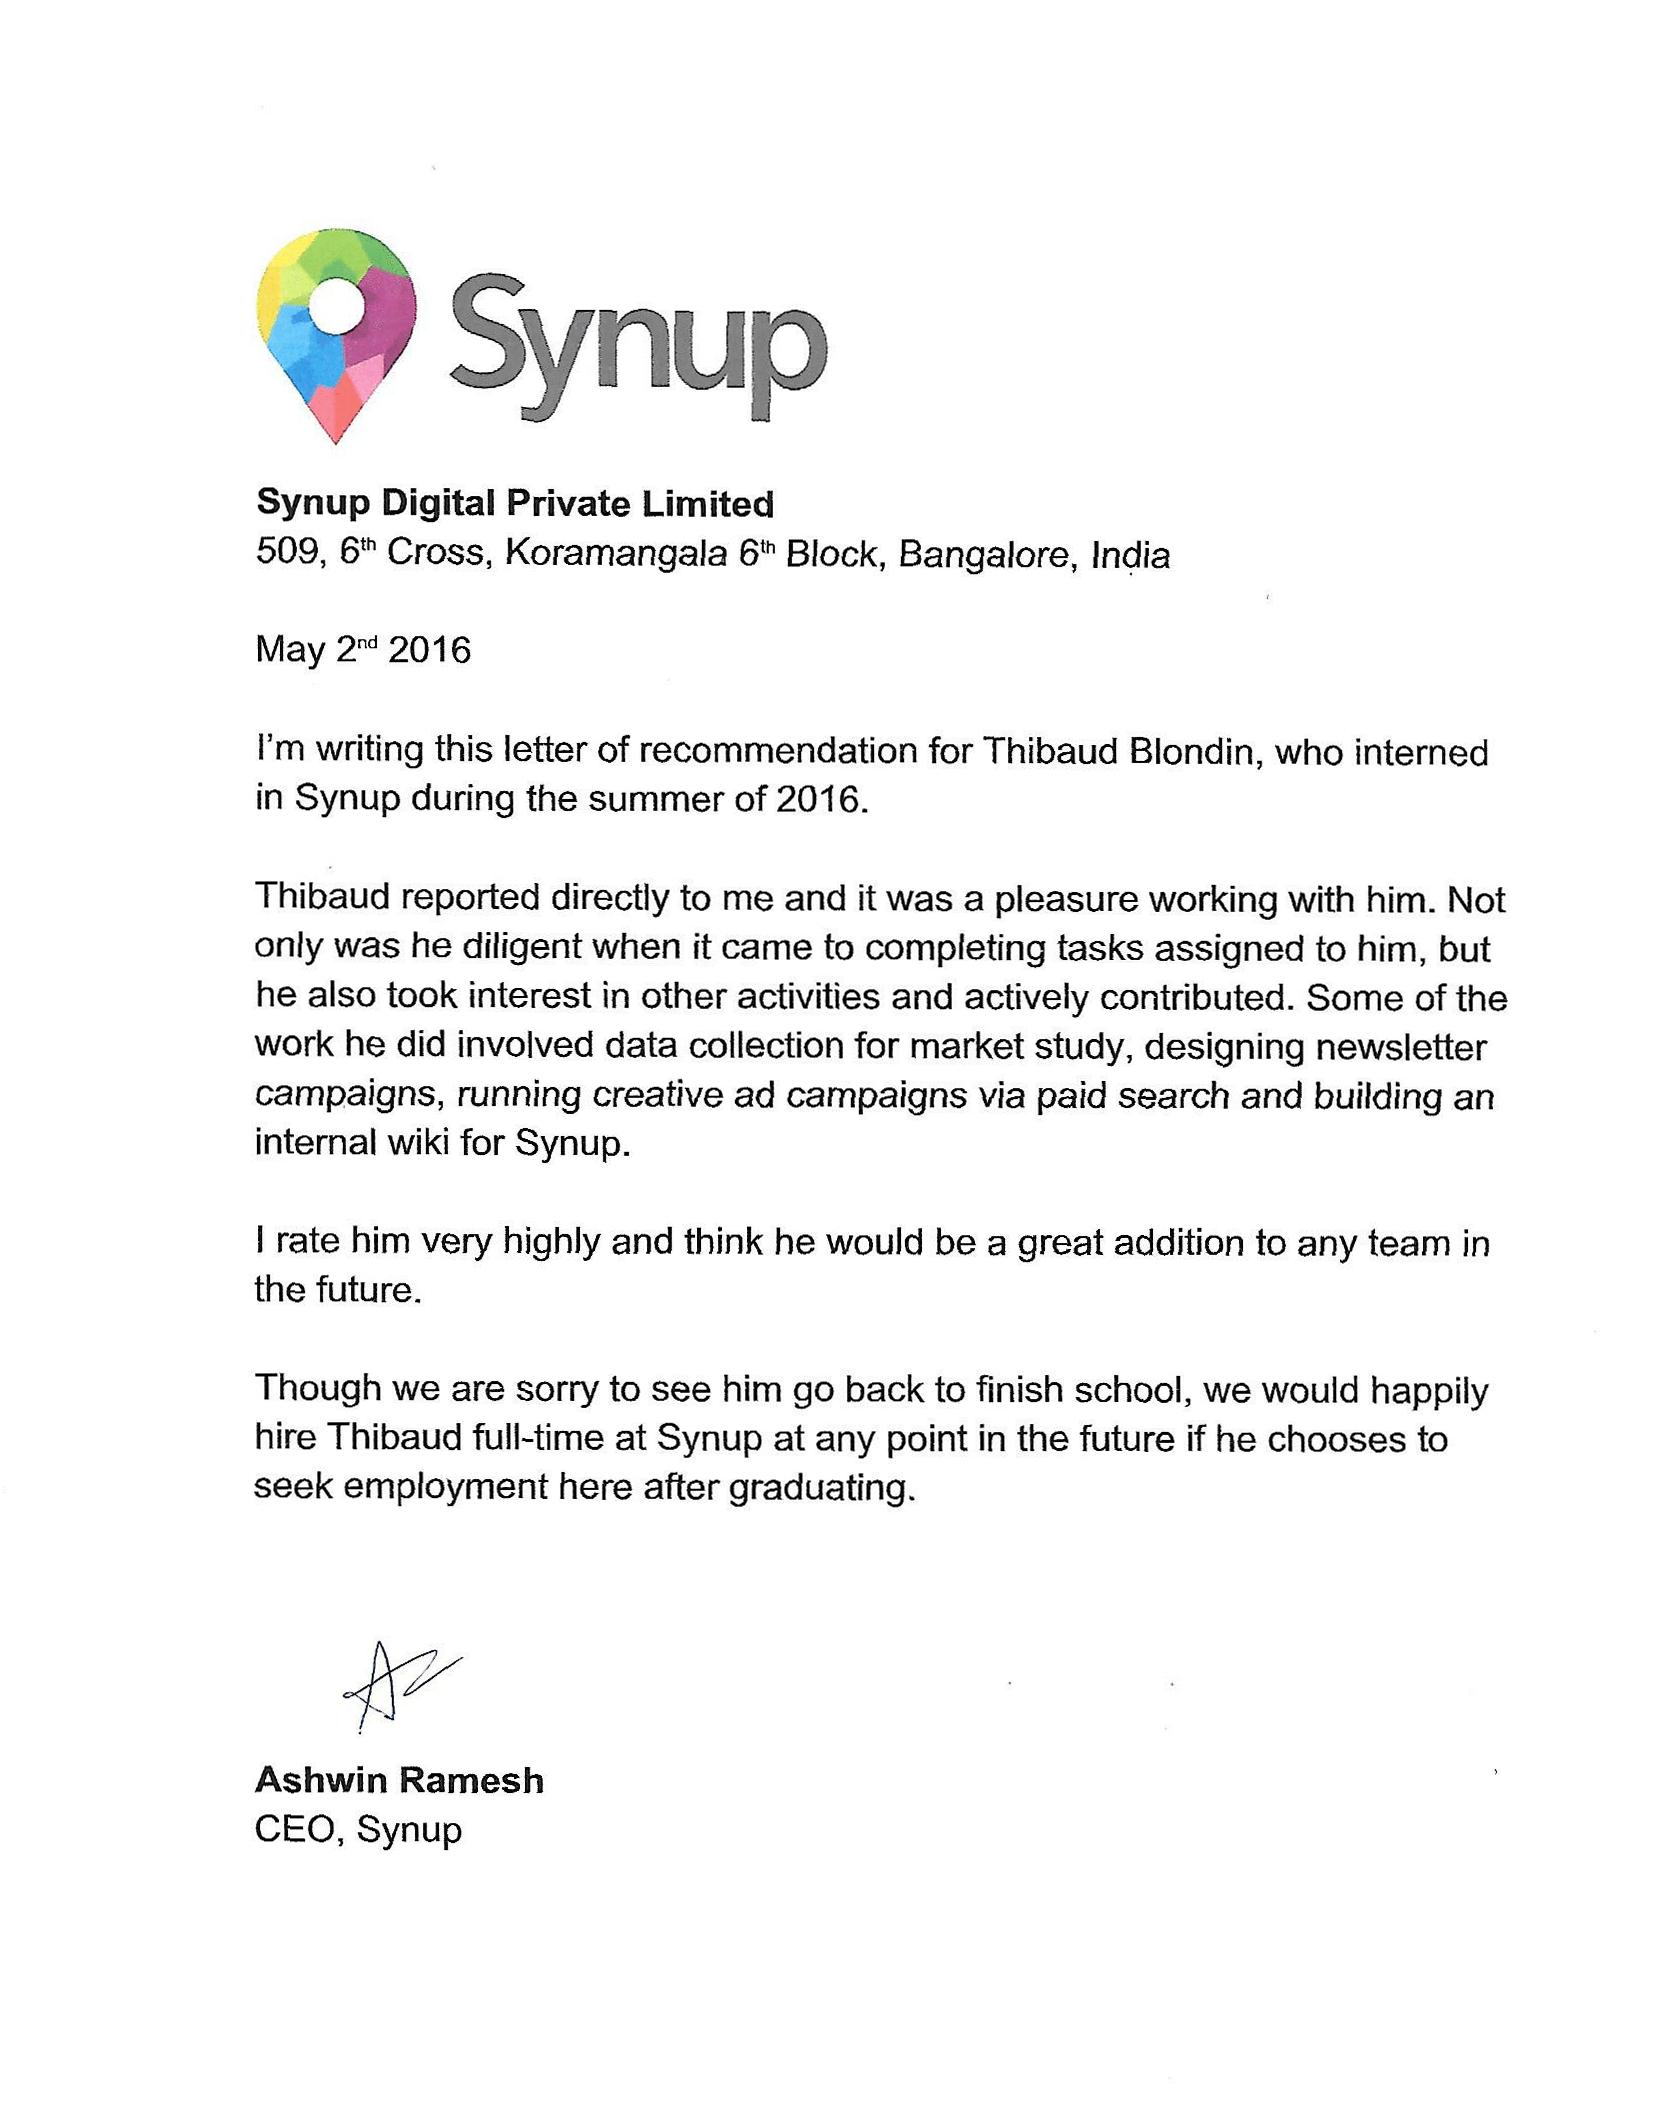 Synup
Synup Digital Private Limited
509, 6th Cross, Koramangala 6th Block, Bangalore, India
May 2nd 2016
I'm writing this letter of recommendation for Thibaud Blondin, who interned
in Synup during the summer of 2016.
Thibaud reported directly to me and it was a pleasure working with him. Not
only was he diligent when it came to completing tasks assigned to him, but
he also took interest in other activities and actively contributed. Some of the
work he did involved data collection for market study, designing newsletter
campaigns, running creative ad campaigns via paid search and building an
internal wiki for Synup.
I rate him very highly and think he would be a great addition to any team in
the future.
Though we are sorry to see him go back to finish school, we would happily
hire Thibaud full-time at Synup at any point in the future if he chooses to
seek employment here after graduating.
Ashwin Ramesh
CEO, Synup